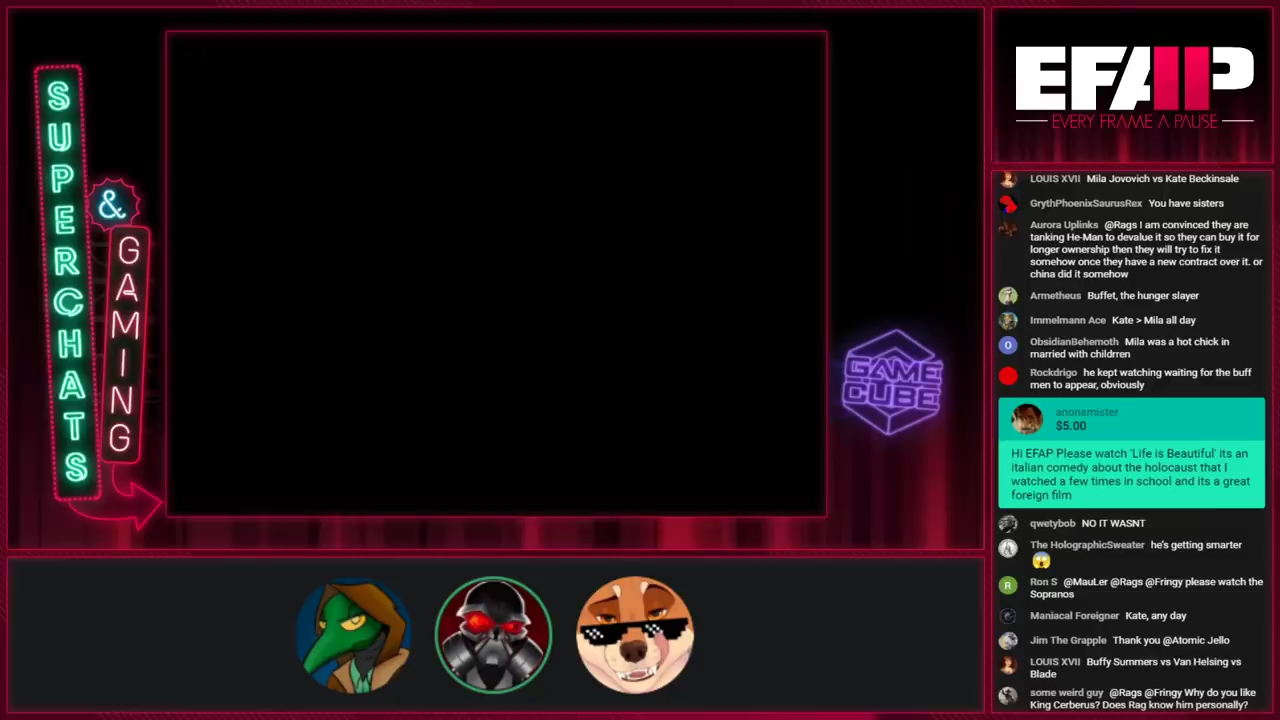 SUPERCHATS
&
GAMING
GAME
CUBE
EFAP
EVERY FRAME A PAUSE
LOUIS XVII Mila Jovovich vs Kate Beckinsale
GrythPhoenixSaurusRex You have sisters
Aurora Uplinks @Rags I am convinced they are
tanking He-Man to devalue it so they can buy it for
longer ownership then they will try to fix it
somehow once they have a new contract over it. or
china did it somehow
Armetheus Buffet, the hunger slayer
Immelmann Ace Kate > Mila all day
O
ObsidianBehemoth Mila was a hot chick in
married with childrren
Rockdrigo he kept watching waiting for the buff
men to appear, obviously
anonamister
$5.00
Hi EFAP Please watch 'Life is Beautiful' its an
italian comedy about the holocaust that I
watched a few times in school and its a great
foreign film
qwetybob NO IT WASNT
The HolographicSweater he's getting smarter
😱
R
Ron S @MauLer @Rags @Fringy please watch the
Sopranos
Maniacal Foreigner Kate, any day
Jim The Grapple Thank you @Atomic Jello
LOUIS XVII Buffy Summers vs Van Helsing vs
Blade
some weird guy @Rags @Fringy Why do you like
King Cerberus? Does Rag know him personally?